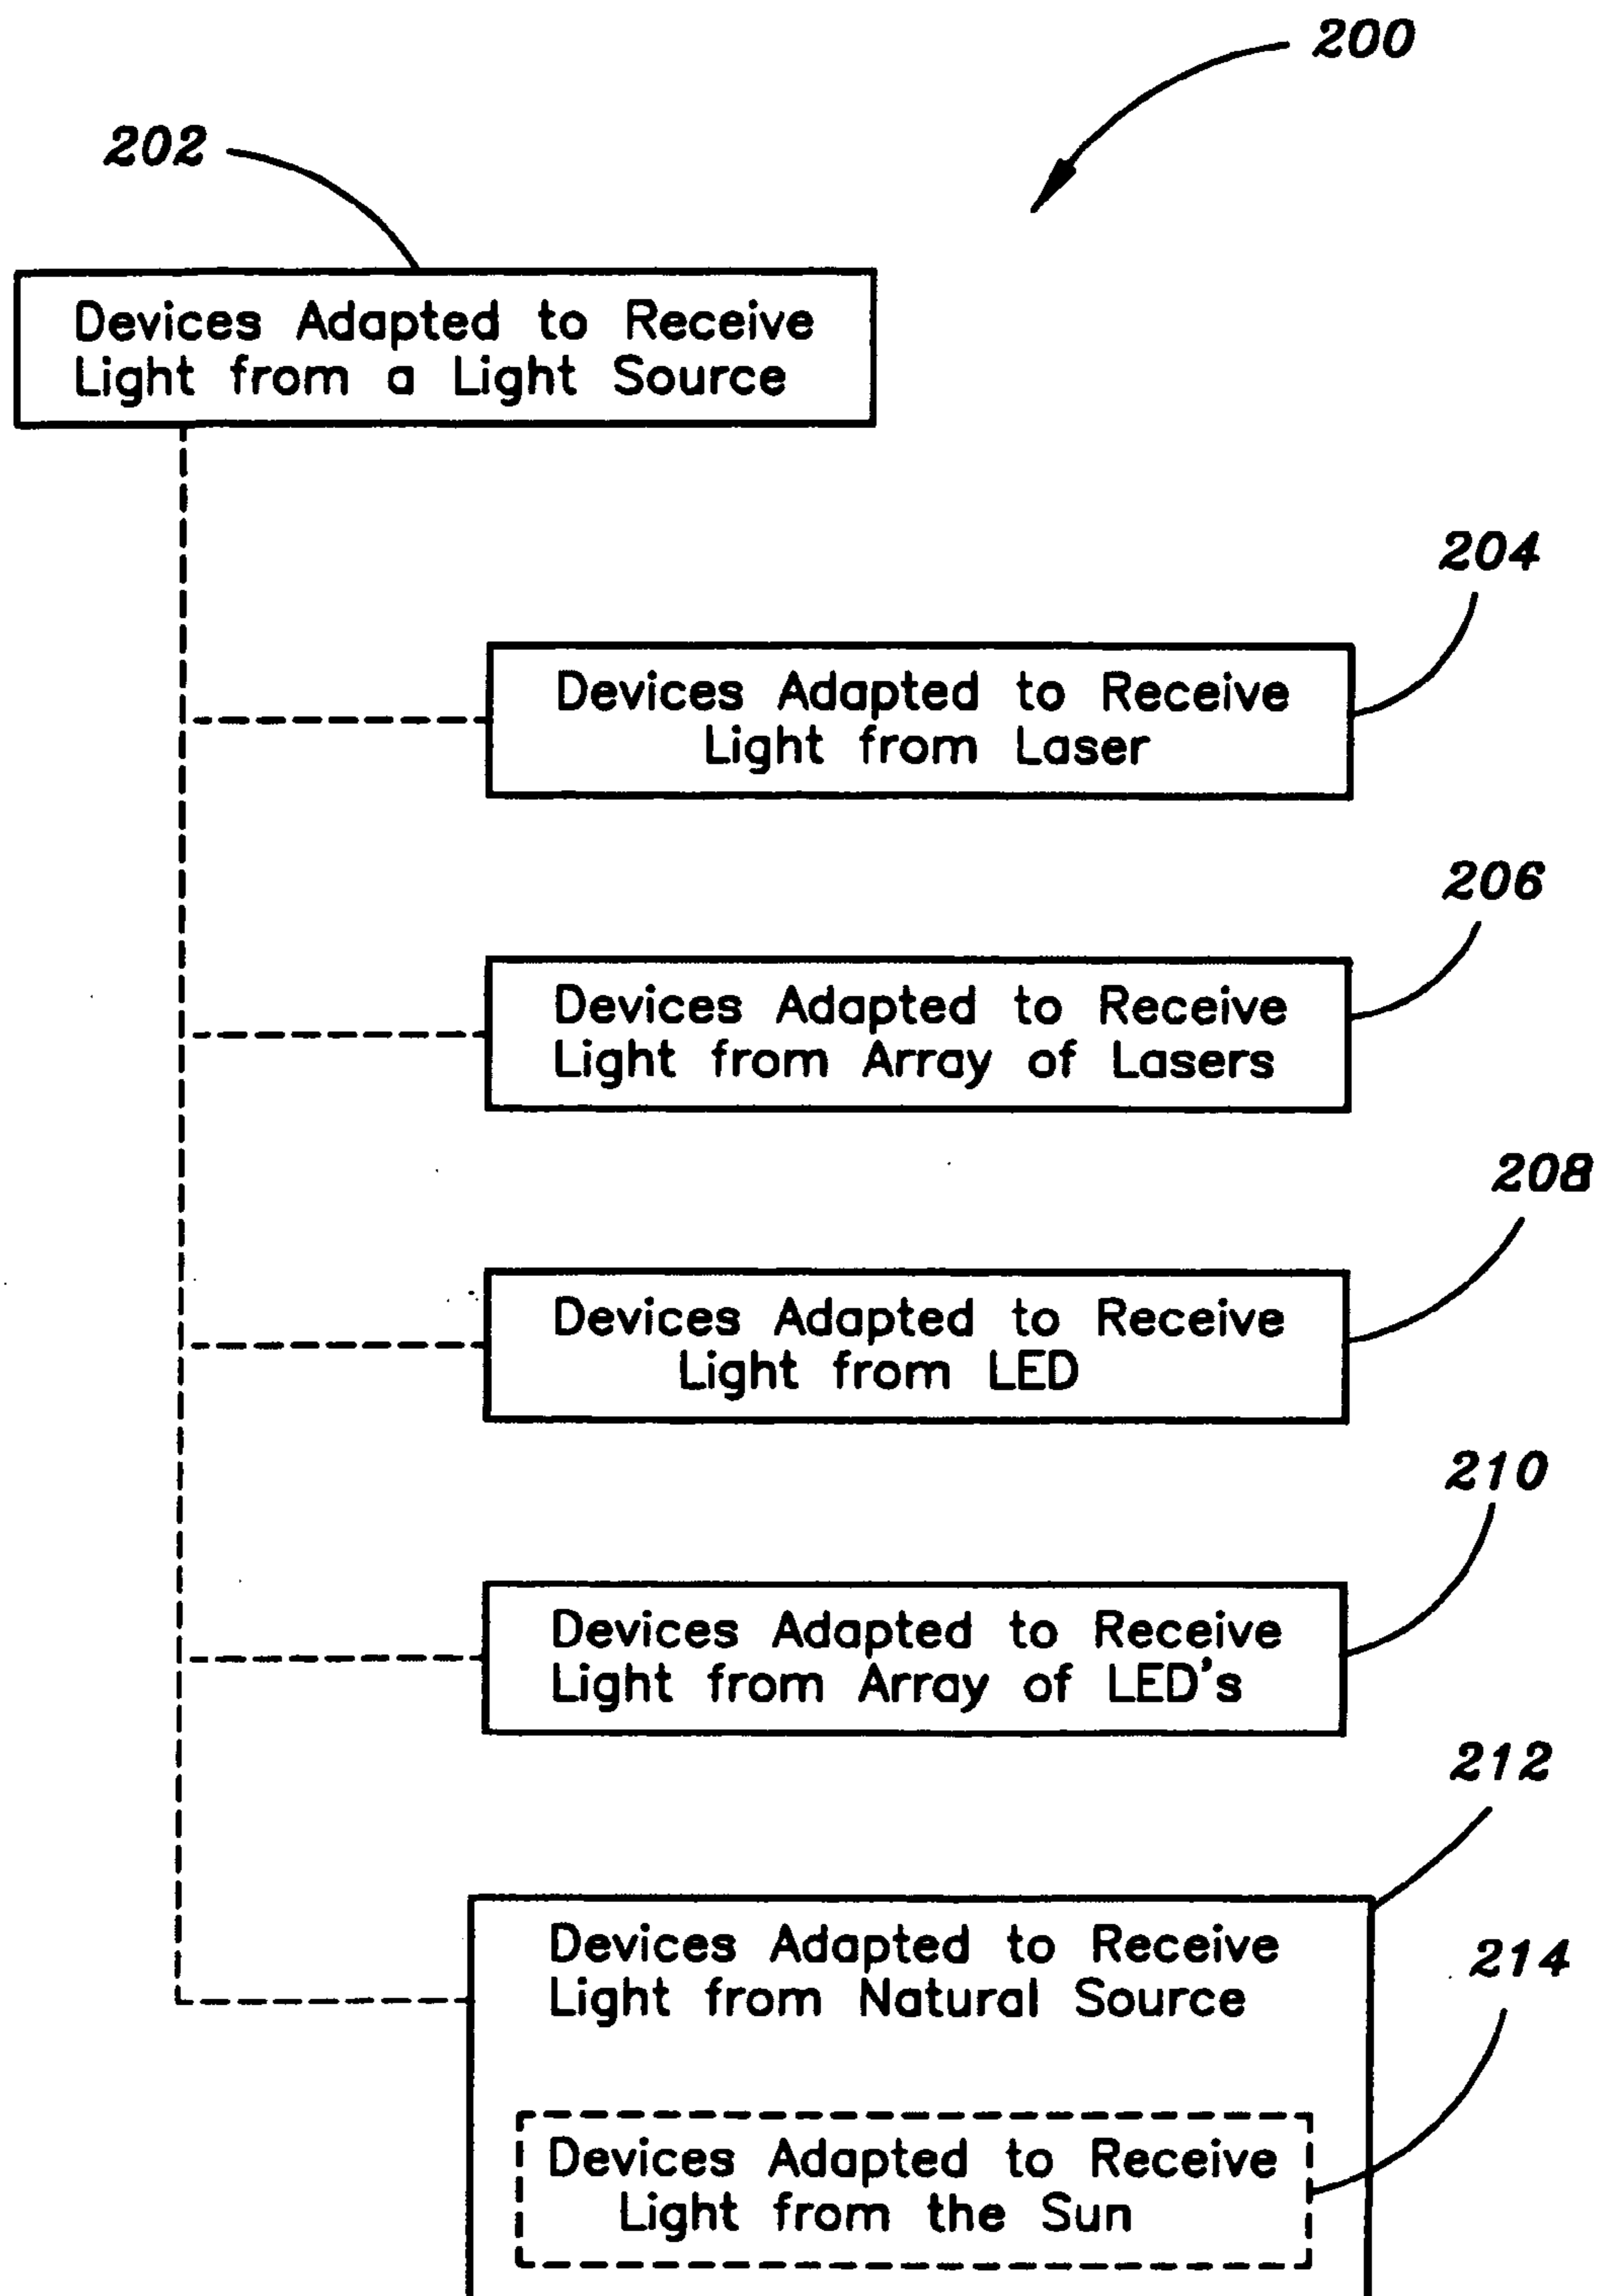 200
202
Devices Adapted to Receive
Light from a Light Source
204
Devices Adapted to Receive
Light from Laser
206
Devices Adapted to Receive
Light from Array of Lasers
208
Devices Adapted to Receive
Light from LED
210
Devices Adapted to Receive
Light from Array of LED's
212
Devices Adapted to Receive
Light from Natural Source
214
Devices Adapted to Receive
Light from the Sun